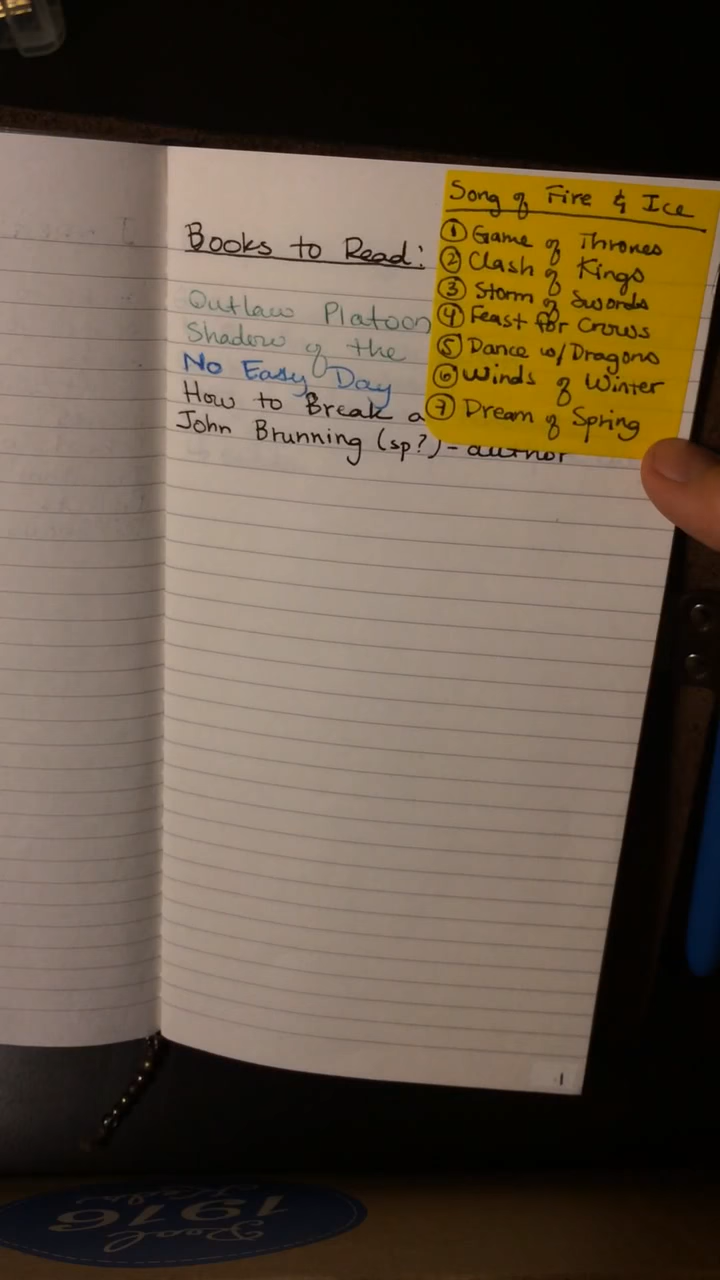 Books to Read:
Outlaw Platoon
Shadow of the
No Easy Day
How to Break a
John Brunning (sp?) - author
Song of Fire & Ice
① Game of Thrones
② Clash of Kings
③ Storm of Swords
④ Feast for Crows
⑤ Dance w/ Dragons
⑥ Winds of Winter
⑦ Dream of Spring
1
Real
1916